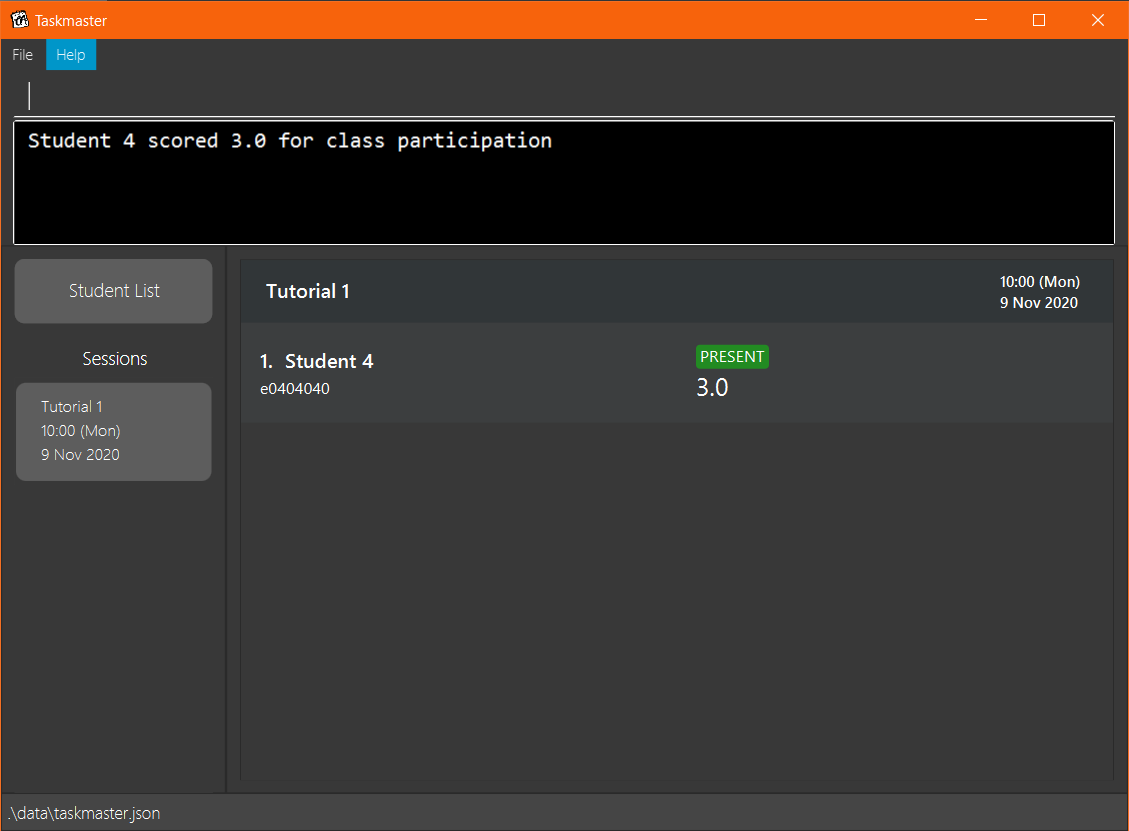 Taskmaster
File Help
Student 4 scored 3.0 for class participation
Student List
Sessions
Tutorial 1
10:00 (Mon)
9 Nov 2020
Tutorial 1
10:00 (Mon)
9 Nov 2020
1. Student 4
e0404040
PRESENT
3.0
.\data\taskmaster.json